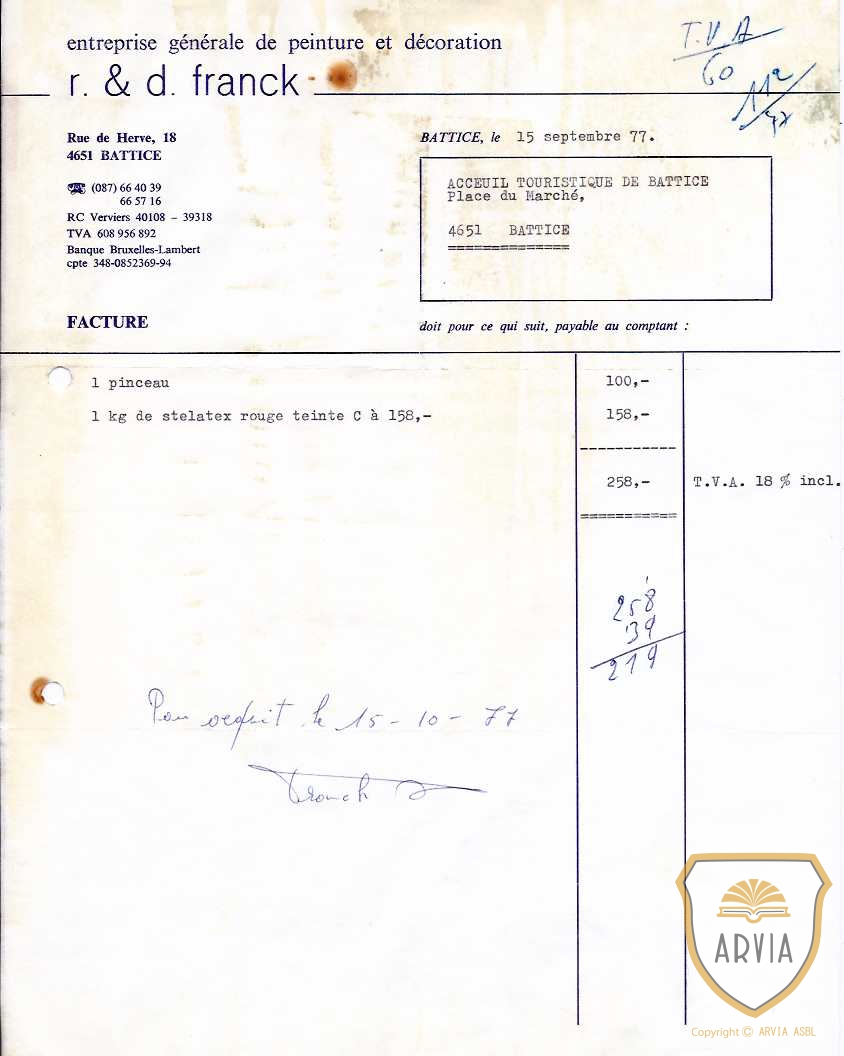 entreprise générale de peinture et décoration
r. & d. franck
T.V.A
60
Rue de Herve, 18
4651 BATTICE
(087) 66 40 39
66 57 16
RC Verviers 40108 – 39318
TVA 608 956 892
Banque Bruxelles-Lambert
cpte 348-0852369-94
BATTICE, le 15 septembre 77.
ACCEUIL TOURISTIQUE DE BATTICE
Place du Marché,
4651 BATTICE
==============
FACTURE
doit pour ce qui suit, payable au comptant :
1 pinceau 100,-
1 kg de stelatex rouge teinte C à 158,- 158,-
-----------
258,- T.V.A. 18 % incl.
===========
258
39
219
Pour acquit le 15-10-77
ARVIA
Copyright © ARVIA ASBL